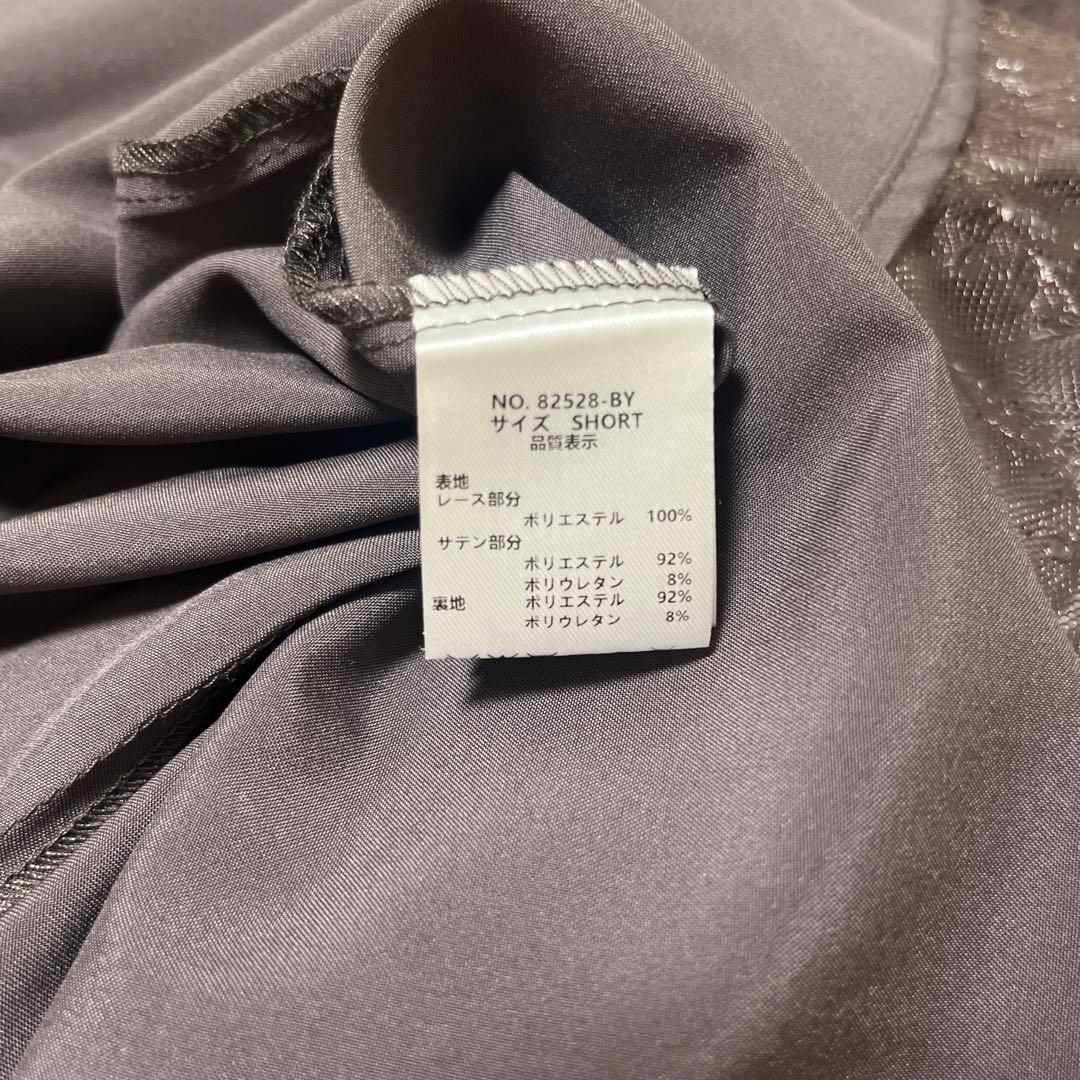 NO. 82528-BY
サイズ SHORT
品質表示
表地
レース部分
ポリエステル 100%
サテン部分
ポリエステル 92%
ポリウレタン 8%
裏地 ポリエステル 92%
ポリウレタン 8%